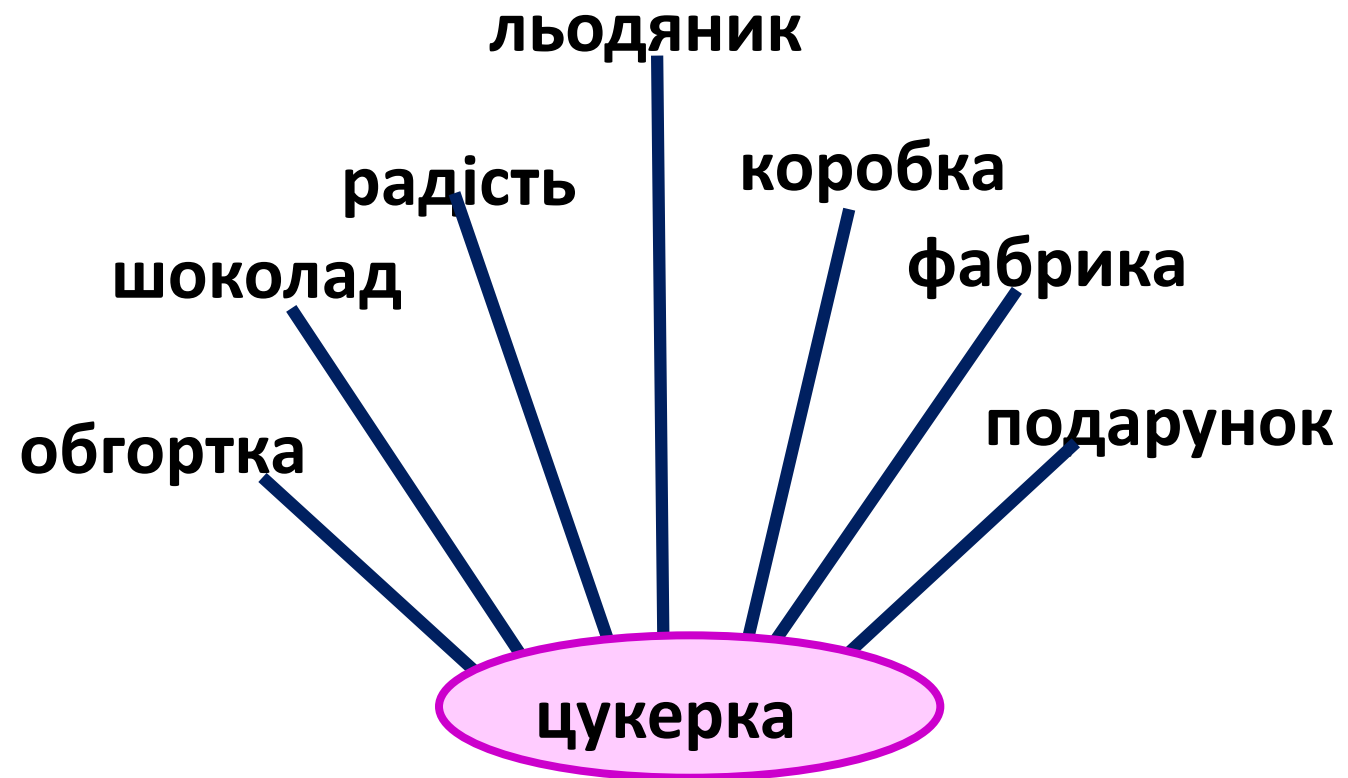 льодяник
радість
коробка
шоколад
фабрика
обгортка
подарунок
цукерка